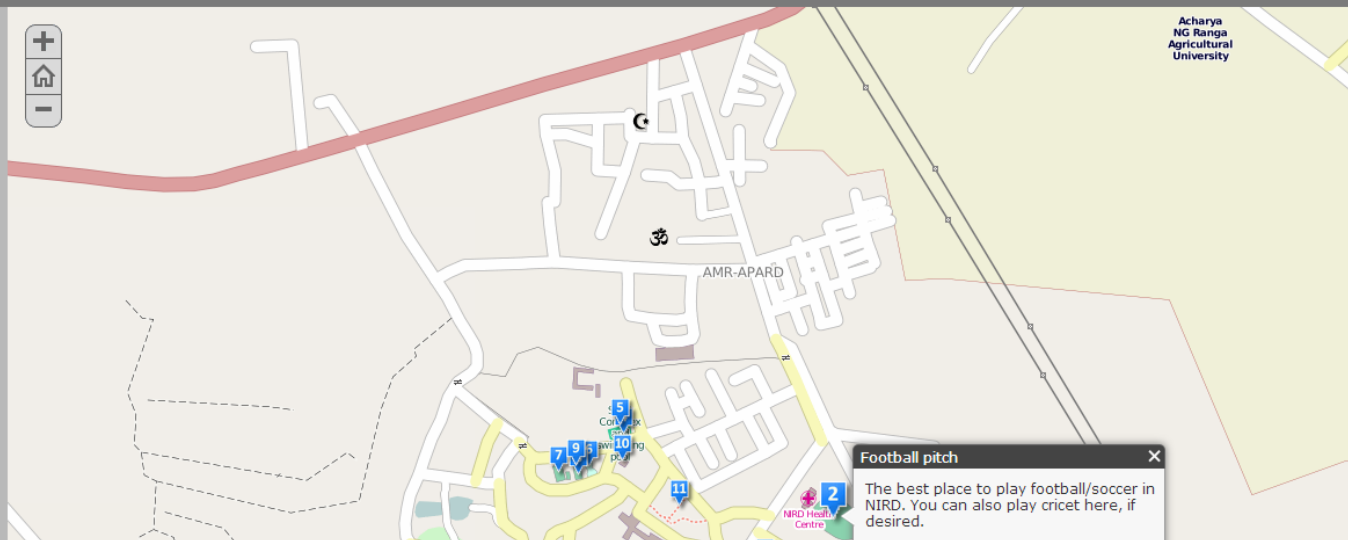 Acharya
NG Ranga
Agricultural
University
ॐ
AMR-APARD
5
10
9
7
11
2
NIRD Health
Centre
Football pitch
The best place to play football/soccer in
NIRD. You can also play cricet here, if
desired.